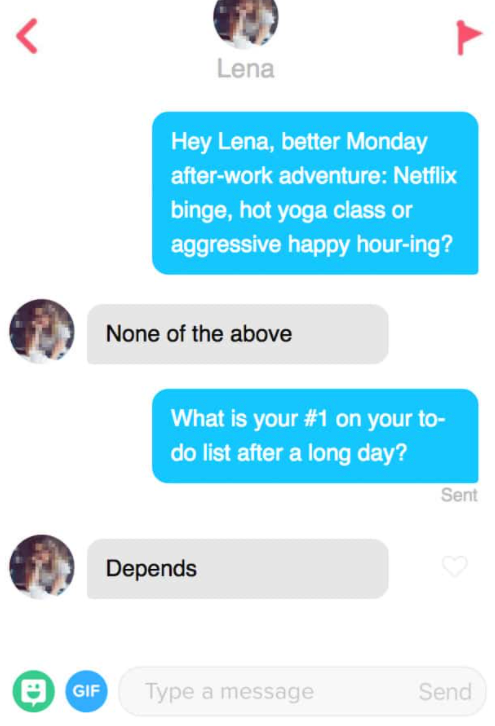 Lena
Hey Lena, better Monday
after-work adventure: Netflix
binge, hot yoga class or
aggressive happy hour-ing?
None of the above
What is your #1 on your to-
do list after a long day?
Sent
Depends
GIF
Type a message
Send